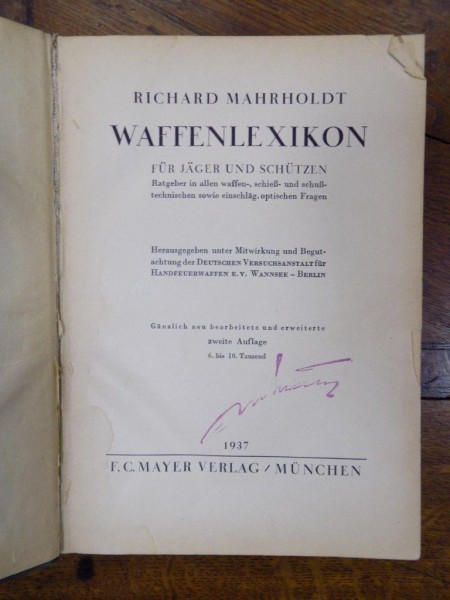 RICHARD MAHRHOLDT
WAFFENLEXIKON
FÜR JÄGER UND SCHÜTZEN
Ratgeber in allen waffen-, schieß- und schuß-
technischen sowie einschläg. optischen Fragen
Herausgegeben unter Mitwirkung und Begut-
achtung der DEUTSCHEN VERSUCHSANSTALT für
HANDFEUERWAFFEN E.V. WANNSEE – BERLIN
Gänzlich neu bearbeitete und erweiterte
zweite Auflage
6. bis 10. Tausend
1937
F. C. MAYER VERLAG / MÜNCHEN